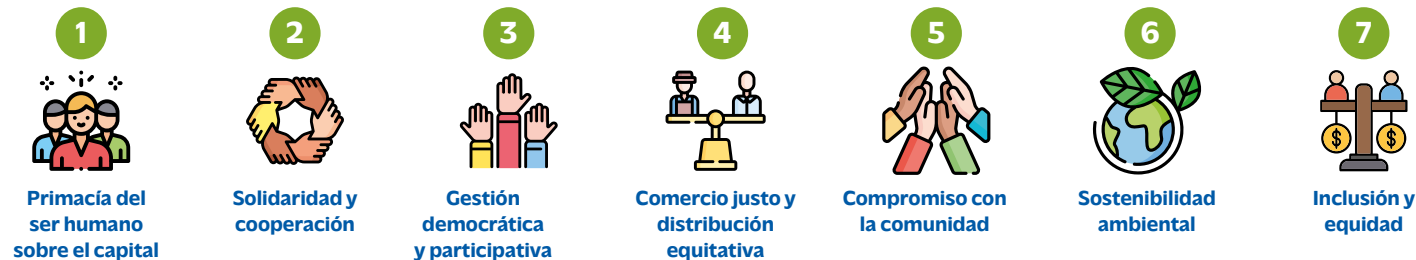 1
Primacía del
ser humano
sobre el capital
2
Solidaridad y
cooperación
3
Gestión
democrática
y participativa
4
Comercio justo y
distribución
equitativa
5
Compromiso con
la comunidad
6
Sostenibilidad
ambiental
7
$ $
Inclusión y
equidad